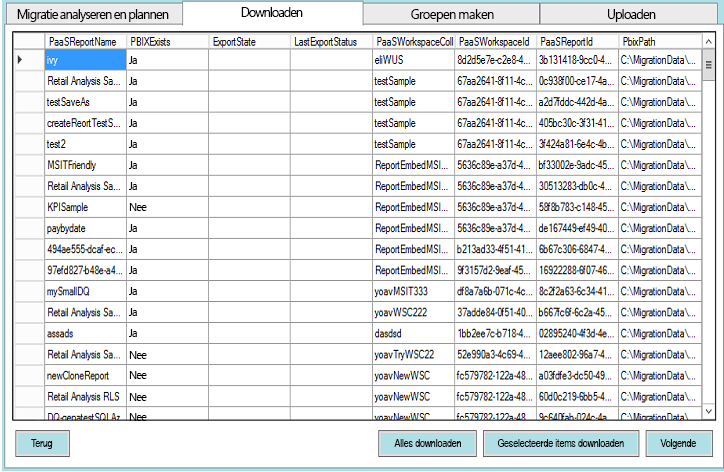 Migratie analyseren en plannen Downloaden Groepen maken Uploaden
PaaSReportName PBIXExists ExportState LastExportStatus PaaSWorkspaceColl PaaSWorkspaceId PaaSReportId PbixPath
ivy Ja eliWUS 8d2d5e7e-c2e8-4... 3b131418-9cc0-4... C:\MigrationData\...
Retail Analysis Sa... Ja testSample 67aa2641-8f11-4c... 0c938f00-ce17-4a... C:\MigrationData\...
testSaveAs Ja testSample 67aa2641-8f11-4c... a2d7fddc-442d-4a... C:\MigrationData\...
createReortTestS... Ja testSample 67aa2641-8f11-4c... 405bc30c-3f31-41... C:\MigrationData\...
test2 Ja testSample 67aa2641-8f11-4c... 3f424a81-6e4c-4b... C:\MigrationData\...
MSITFriendly Ja ReportEmbedMSI... 5636c89e-a37d-4... bf33002e-9adc-45... C:\MigrationData\...
Retail Analysis Sa... Ja ReportEmbedMSI... 5636c89e-a37d-4... 30513283-db0c-4... C:\MigrationData\...
KPISample Nee ReportEmbedMSI... 5636c89e-a37d-4... 58f8b783-c148-45... C:\MigrationData\...
paybydate Ja ReportEmbedMSI... 5636c89e-a37d-4... de167449-ef49-40... C:\MigrationData\...
494ae555-dcaf-ec... Ja ReportEmbedMSI... b213ad33-4f51-41... 6b67c306-6847-4... C:\MigrationData\...
97efd827-b48e-a4... Ja ReportEmbedMSI... 9f3157d2-9eaf-45... 16922288-6f07-46... C:\MigrationData\...
mySmallDQ Ja yoavMSIT333 df8a7a6b-071c-4c... 8c2f2a63-6c34-41... C:\MigrationData\...
Retail Analysis Sa... Ja yoavWSC222 37adde84-0f51-40... b667fc6f-6c2a-45... C:\MigrationData\...
assads Ja dasdsd 1bb2ee7c-b718-4... 02895240-4f3d-4e... C:\MigrationData\...
Retail Analysis Sa... Nee yoavTryWSC22 52e990a3-4c69-4... 12aee802-96a7-4... C:\MigrationData\...
newCloneReport Nee yoavNewWSC fc579782-122a-48... a03fdfe3-dc50-49... C:\MigrationData\...
Retail Analysis RLS Nee yoavNewWSC fc579782-122a-48... 60d0c219-6bb5-4... C:\MigrationData\...
DQ-genatestSQLAz Nee yoavNewWSC fc579782-122a-48... 9c640fab-024c-4a... C:\MigrationData\...
Terug Alles downloaden Geselecteerde items downloaden Volgende